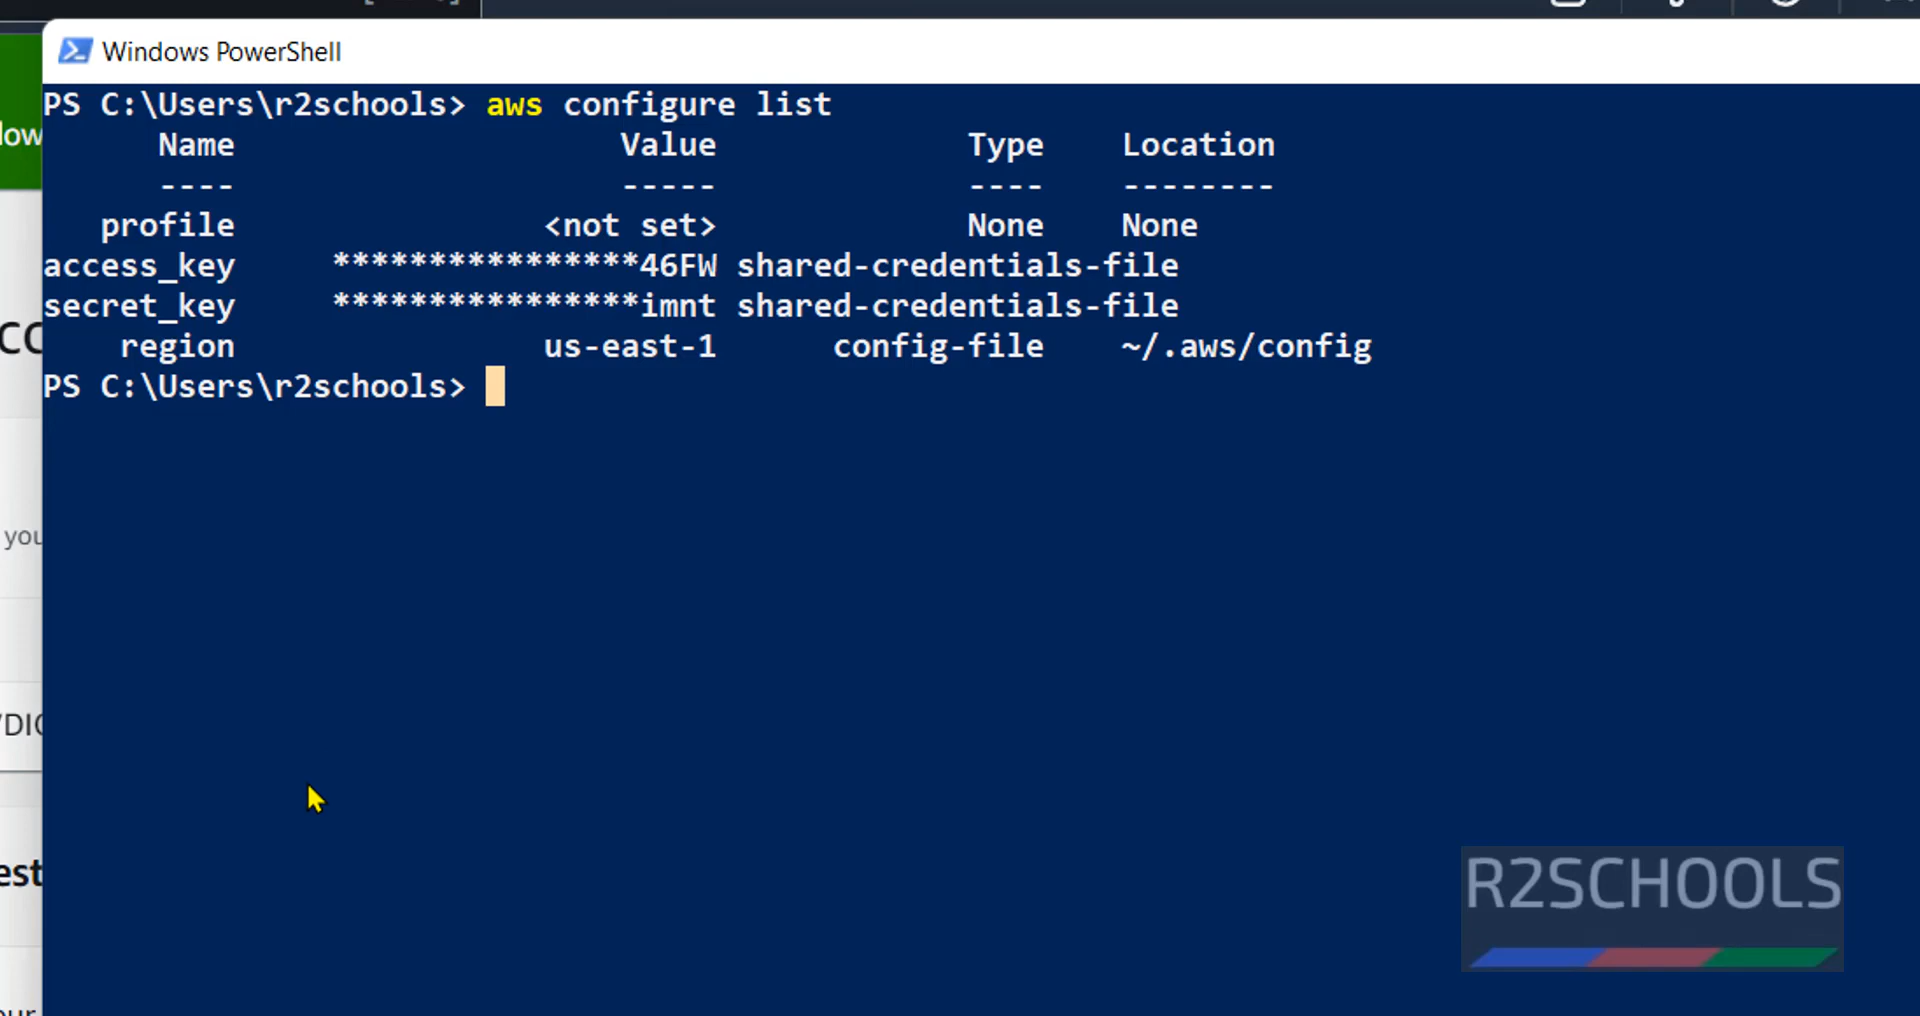 Windows PowerShell
PS C:\Users\r2schools> aws configure list
Name Value Type Location
---- ----- ---- --------
profile <not set> None None
access_key ****************46FW shared-credentials-file
secret_key ****************imnt shared-credentials-file
region us-east-1 config-file ~/.aws/config
PS C:\Users\r2schools>
you
est
R2SCHOOLS